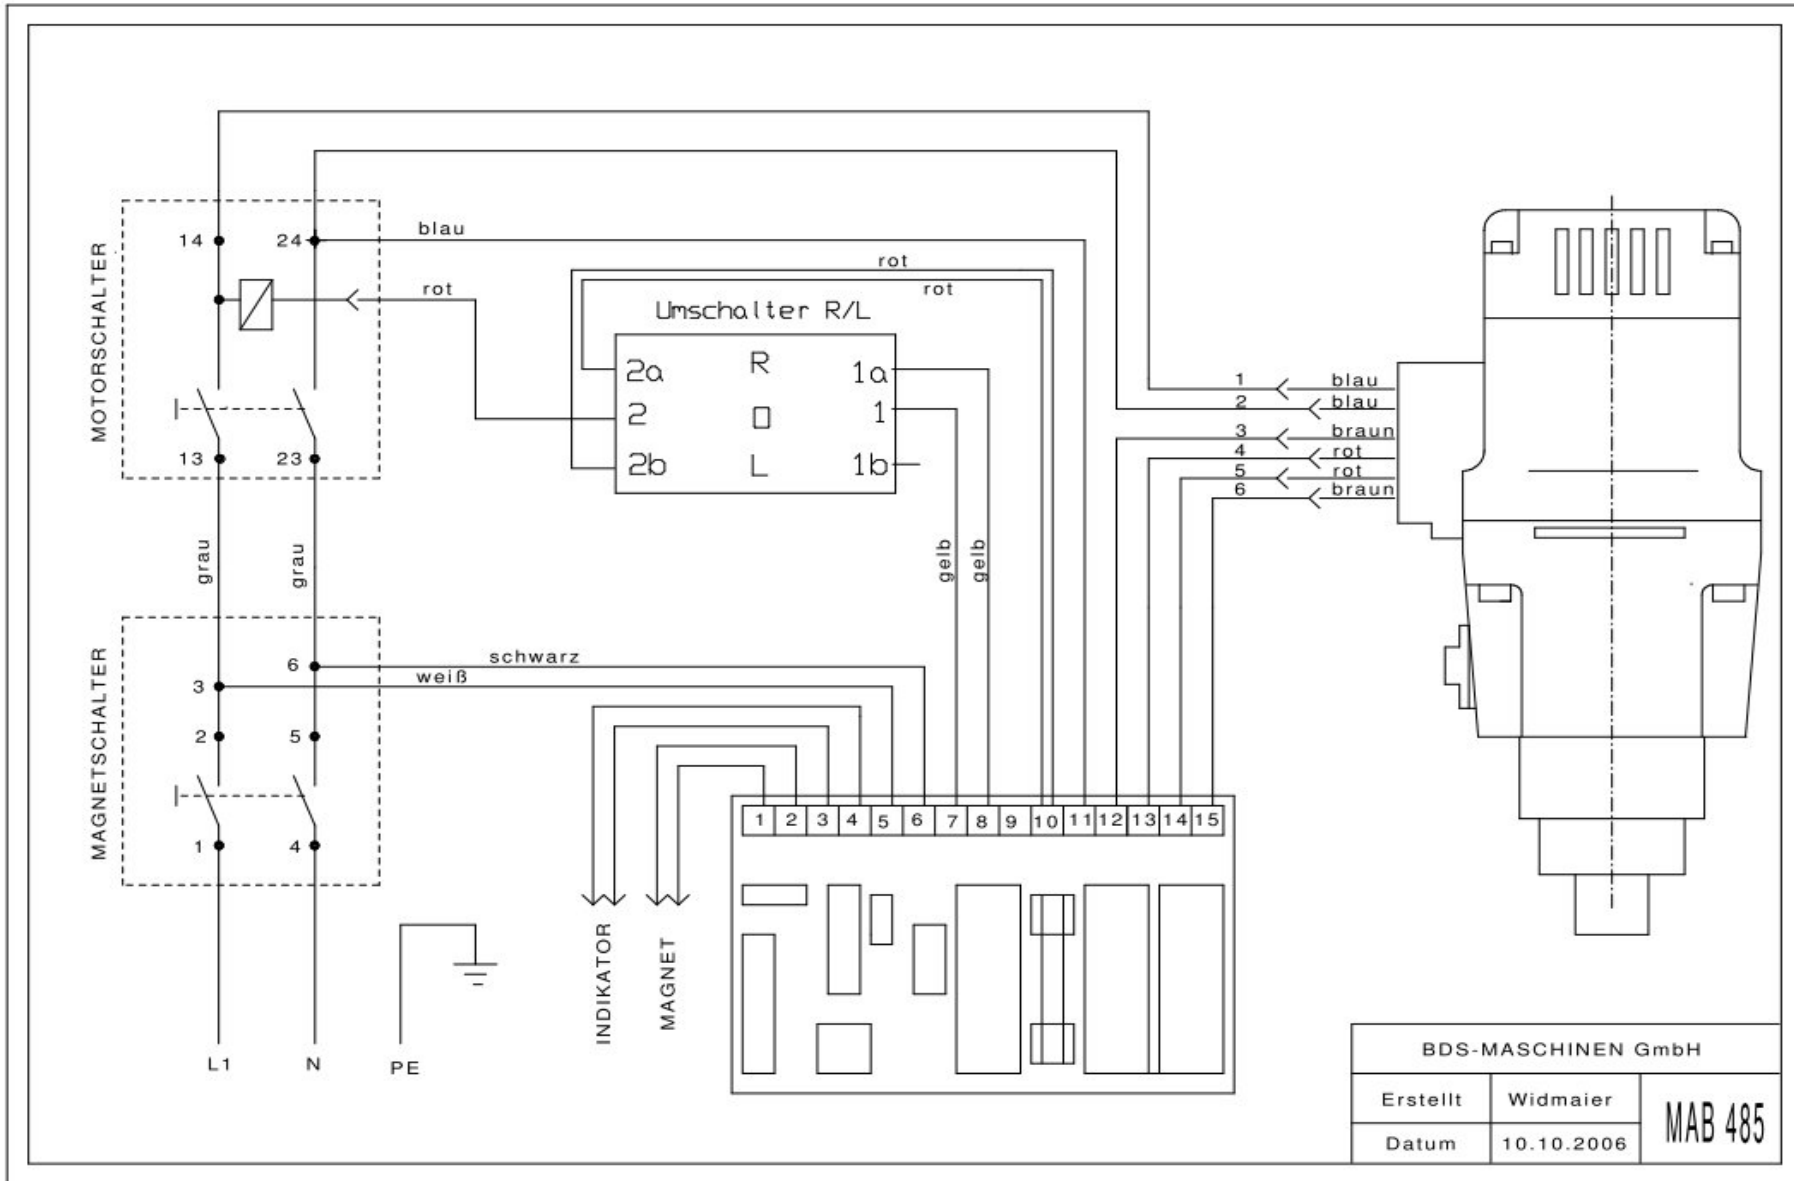 14
24
blau
rot
rot
rot
MOTORSCHALTER
13
23
Umschalter R/L
2a R 1a
2 0 1
2b L 1b
1 blau
2 blau
3 braun
4 rot
5 rot
6 braun
grau
grau
gelb
gelb
MAGNETSCHALTER
6
schwarz
3
weiß
2
5
1
4
1 2 3 4 5 6 7 8 9 10 11 12 13 14 15
INDIKATOR
MAGNET
L1
N
PE
BDS-MASCHINEN GmbH
Erstellt Widmaier
Datum 10.10.2006
MAB 485